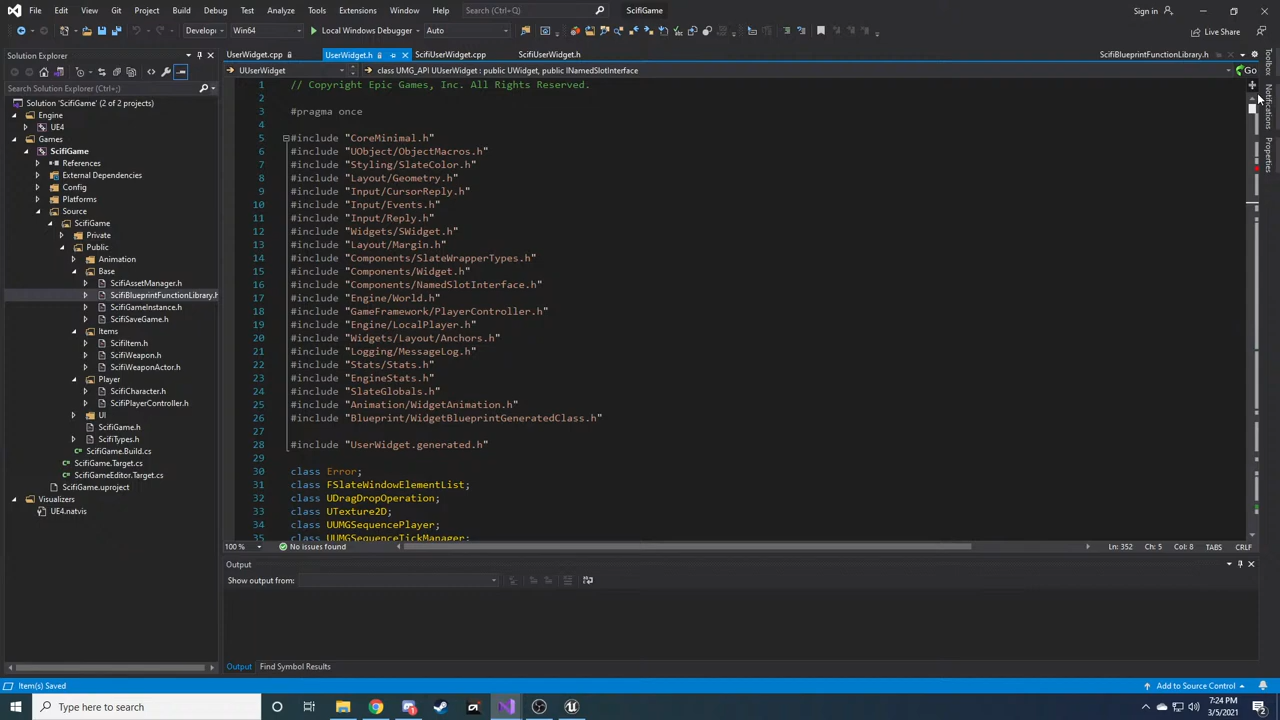 File Edit View Git Project Build Debug Test Analyze Tools Extensions Window Help Search (Ctrl+Q) ScifiGame Sign in
Develop Win64 Local Windows Debugger Auto Live Share
Solution Explorer
Search Solution Explorer (Ctrl+;)
Solution 'ScifiGame' (2 of 2 projects)
Engine
UE4
Games
ScifiGame
References
External Dependencies
Config
Platforms
Source
ScifiGame
Private
Public
Animation
Base
ScifiAssetManager.h
ScifiBlueprintFunctionLibrary.h
ScifiGameInstance.h
ScifiSaveGame.h
Items
ScifiItem.h
ScifiWeapon.h
ScifiWeaponActor.h
Player
ScifiCharacter.h
ScifiPlayerController.h
UI
ScifiGame.h
ScifiTypes.h
ScifiGame.Build.cs
ScifiGame.Target.cs
ScifiGameEditor.Target.cs
ScifiGame.uproject
Visualizers
UE4.natvis
UserWidget.cpp UserWidget.h ScifiUserWidget.cpp ScifiUserWidget.h ScifiBlueprintFunctionLibrary.h
UUserWidget class UMG_API UUserWidget : public UWidget, public INamedSlotInterface Go
1 // Copyright Epic Games, Inc. All Rights Reserved.
2
3 #pragma once
4
5 #include "CoreMinimal.h"
6 #include "UObject/ObjectMacros.h"
7 #include "Styling/SlateColor.h"
8 #include "Layout/Geometry.h"
9 #include "Input/CursorReply.h"
10 #include "Input/Events.h"
11 #include "Input/Reply.h"
12 #include "Widgets/SWidget.h"
13 #include "Layout/Margin.h"
14 #include "Components/SlateWrapperTypes.h"
15 #include "Components/Widget.h"
16 #include "Components/NamedSlotInterface.h"
17 #include "Engine/World.h"
18 #include "GameFramework/PlayerController.h"
19 #include "Engine/LocalPlayer.h"
20 #include "Widgets/Layout/Anchors.h"
21 #include "Logging/MessageLog.h"
22 #include "Stats/Stats.h"
23 #include "EngineStats.h"
24 #include "SlateGlobals.h"
25 #include "Animation/WidgetAnimation.h"
26 #include "Blueprint/WidgetBlueprintGeneratedClass.h"
27
28 #include "UserWidget.generated.h"
29
30 class Error;
31 class FSlateWindowElementList;
32 class UDragDropOperation;
33 class UTexture2D;
34 class UUMGSequencePlayer;
35 class UUMGSequenceTickManager;
100 % No issues found Ln: 352 Ch: 5 Col: 8 TABS CRLF
Output
Show output from:
Output Find Symbol Results
Toolbox
Notifications
Properties
Item(s) Saved Add to Source Control 2
Type here to search
7:24 PM
3/5/2021
2